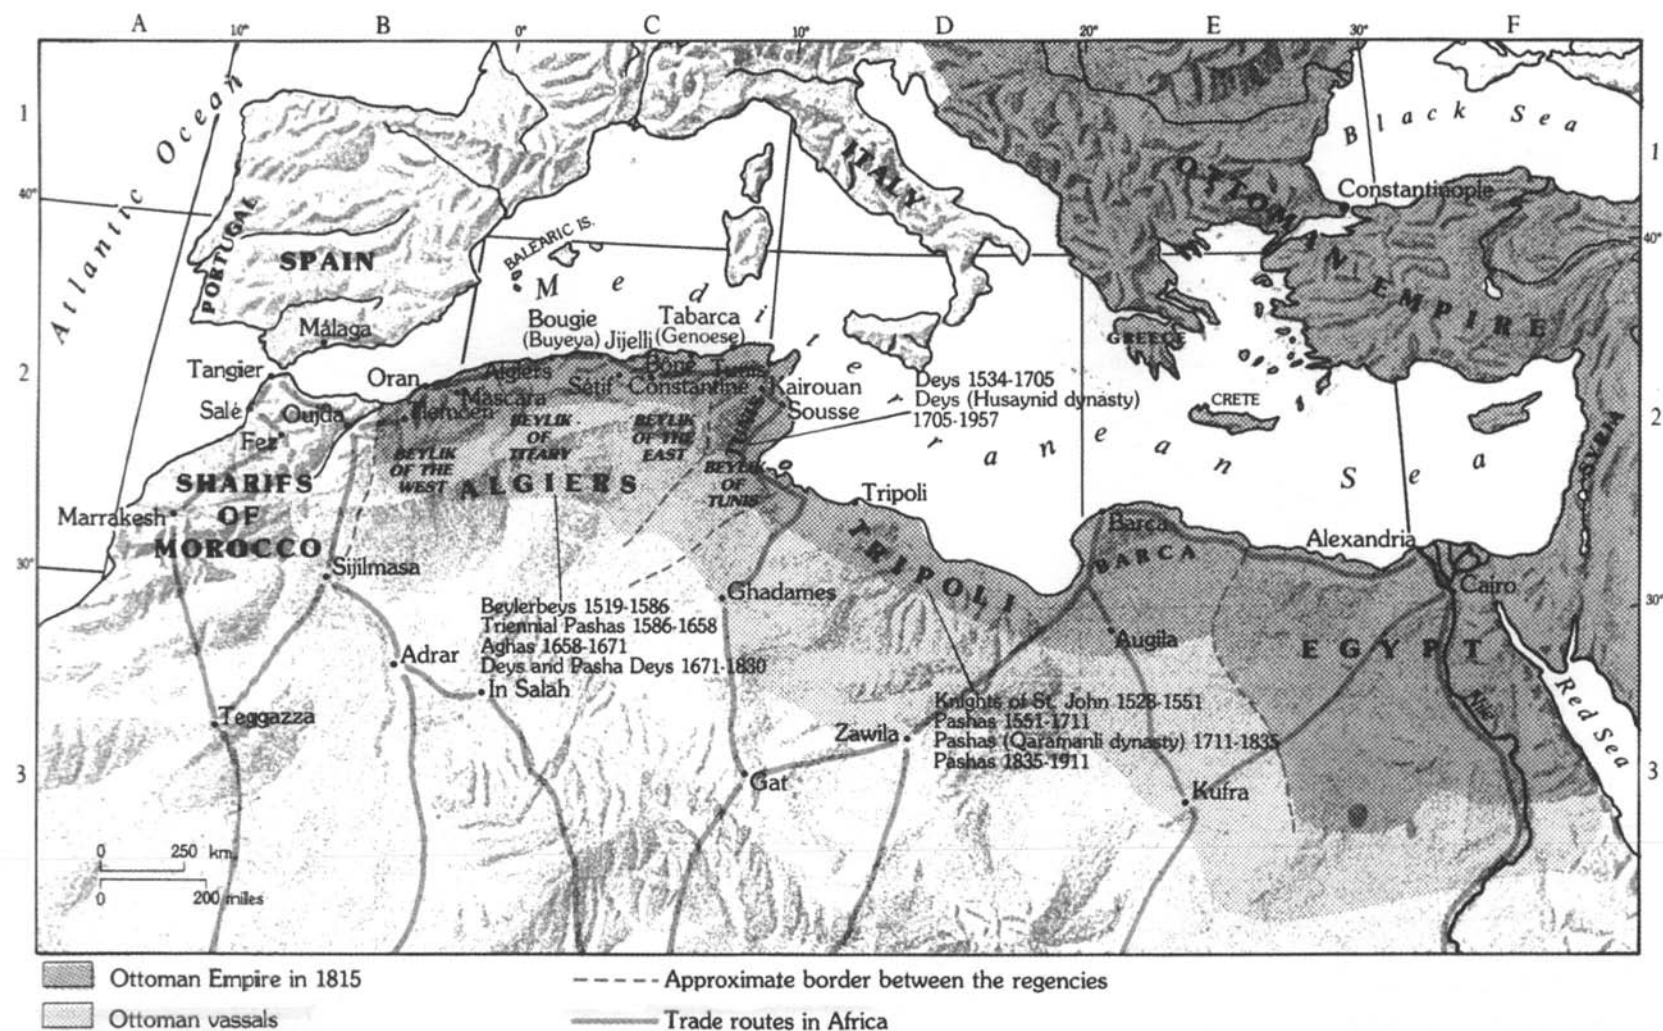 A B C D E F
10° 0° 10° 20° 30°
1
1
2
2
3
3
40°
40°
30°
30°
Atlantic Ocean
Black Sea
Mediterranean Sea
Red Sea
Nile
PORTUGAL
SPAIN
ITALY
BALEARIC IS.
GREECE
CRETE
SYRIA
OTTOMAN EMPIRE
Constantinople
Málaga
Tangier
Salé
Fez
Oujda
Oran
Tlemcen
Mascara
Algiers
Bougie
(Buyeya)
Jijelli
Tabarca
(Genoese)
Sétif
Bone
Constantine
Tunis
Kairouan
Sousse
TUNIS
Deys 1534-1705
Deys (Husaynid dynasty)
1705-1957
BEYLIK
OF THE
WEST
BEYLIK
OF
TITEARY
BEYLIK
OF THE
EAST
BEYLIK
OF
TUNIS
ALGIERS
SHARIFS
OF
MOROCCO
Marrakesh
Sijilmasa
Tripoli
TRIPOLI
Barca
BARCA
Alexandria
Cairo
EGYPT
Ghadames
Augila
Adrar
In Salah
Teggazza
Zawila
Gat
Kufra
Beylerbeys 1519-1586
Triennial Pashas 1586-1658
Aghas 1658-1671
Deys and Pasha Deys 1671-1830
Knights of St. John 1528-1551
Pashas 1551-1711
Pashas (Qaramanli dynasty) 1711-1835
Pashas 1835-1911
0 250 km.
0 200 miles
Ottoman Empire in 1815
Ottoman vassals
Approximate border between the regencies
Trade routes in Africa